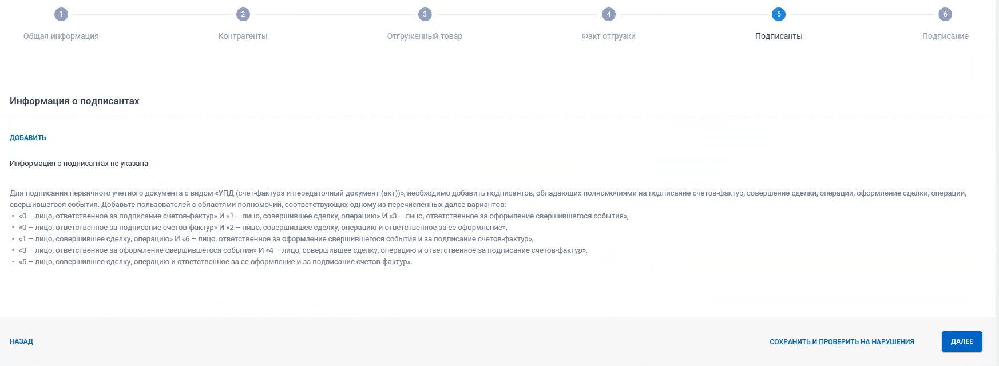 1
2
3
4
5
6
Общая информация
Контрагенты
Отгруженный товар
Факт отгрузки
Подписанты
Подписание
Информация о подписантах
ДОБАВИТЬ
Информация о подписантах не указана
Для подписания первичного учетного документа с видом «УПД (счет-фактура и передаточный документ (акт))», необходимо добавить подписантов, обладающих полномочиями на подписание счетов-фактур, совершение сделки, операции, оформление сделки, операции,
свершившегося события. Добавьте пользователей с областями полномочий, соответствующих одному из перечисленных далее вариантов:
• «0 – лицо, ответственное за подписание счетов-фактур» И «1 – лицо, совершившее сделку, операцию» И «3 – лицо, ответственное за оформление свершившегося события»,
• «0 – лицо, ответственное за подписание счетов-фактур» И «2 – лицо, совершившее сделку, операцию и ответственное за ее оформление»,
• «1 – лицо, совершившее сделку, операцию» И «6 – лицо, ответственное за оформление свершившегося события и за подписание счетов-фактур»,
• «3 – лицо, ответственное за оформление свершившегося события» И «4 – лицо, совершившее сделку, операцию и ответственное за подписание счетов-фактур»,
• «5 – лицо, совершившее сделку, операцию и ответственное за ее оформление и за подписание счетов-фактур».
НАЗАД
СОХРАНИТЬ И ПРОВЕРИТЬ НА НАРУШЕНИЯ
ДАЛЕЕ